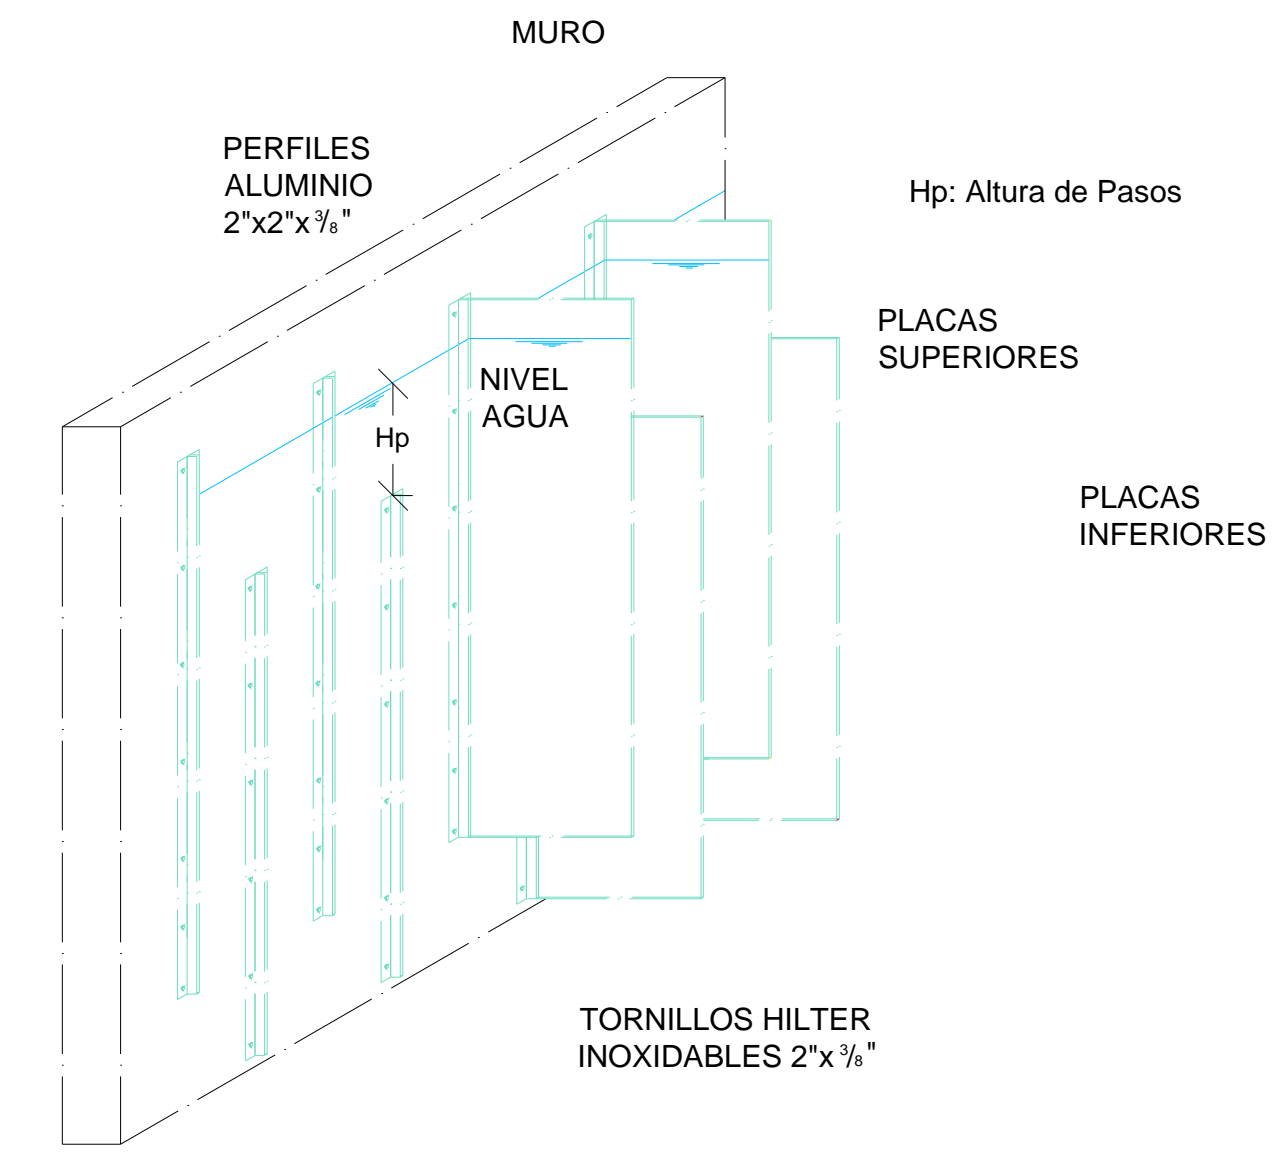 MURO
PERFILES
ALUMINIO
2"x2"x 3/8 "
Hp: Altura de Pasos
PLACAS
SUPERIORES
NIVEL
AGUA
Hp
PLACAS
INFERIORES
TORNILLOS HILTER
INOXIDABLES 2"x 3/8 "